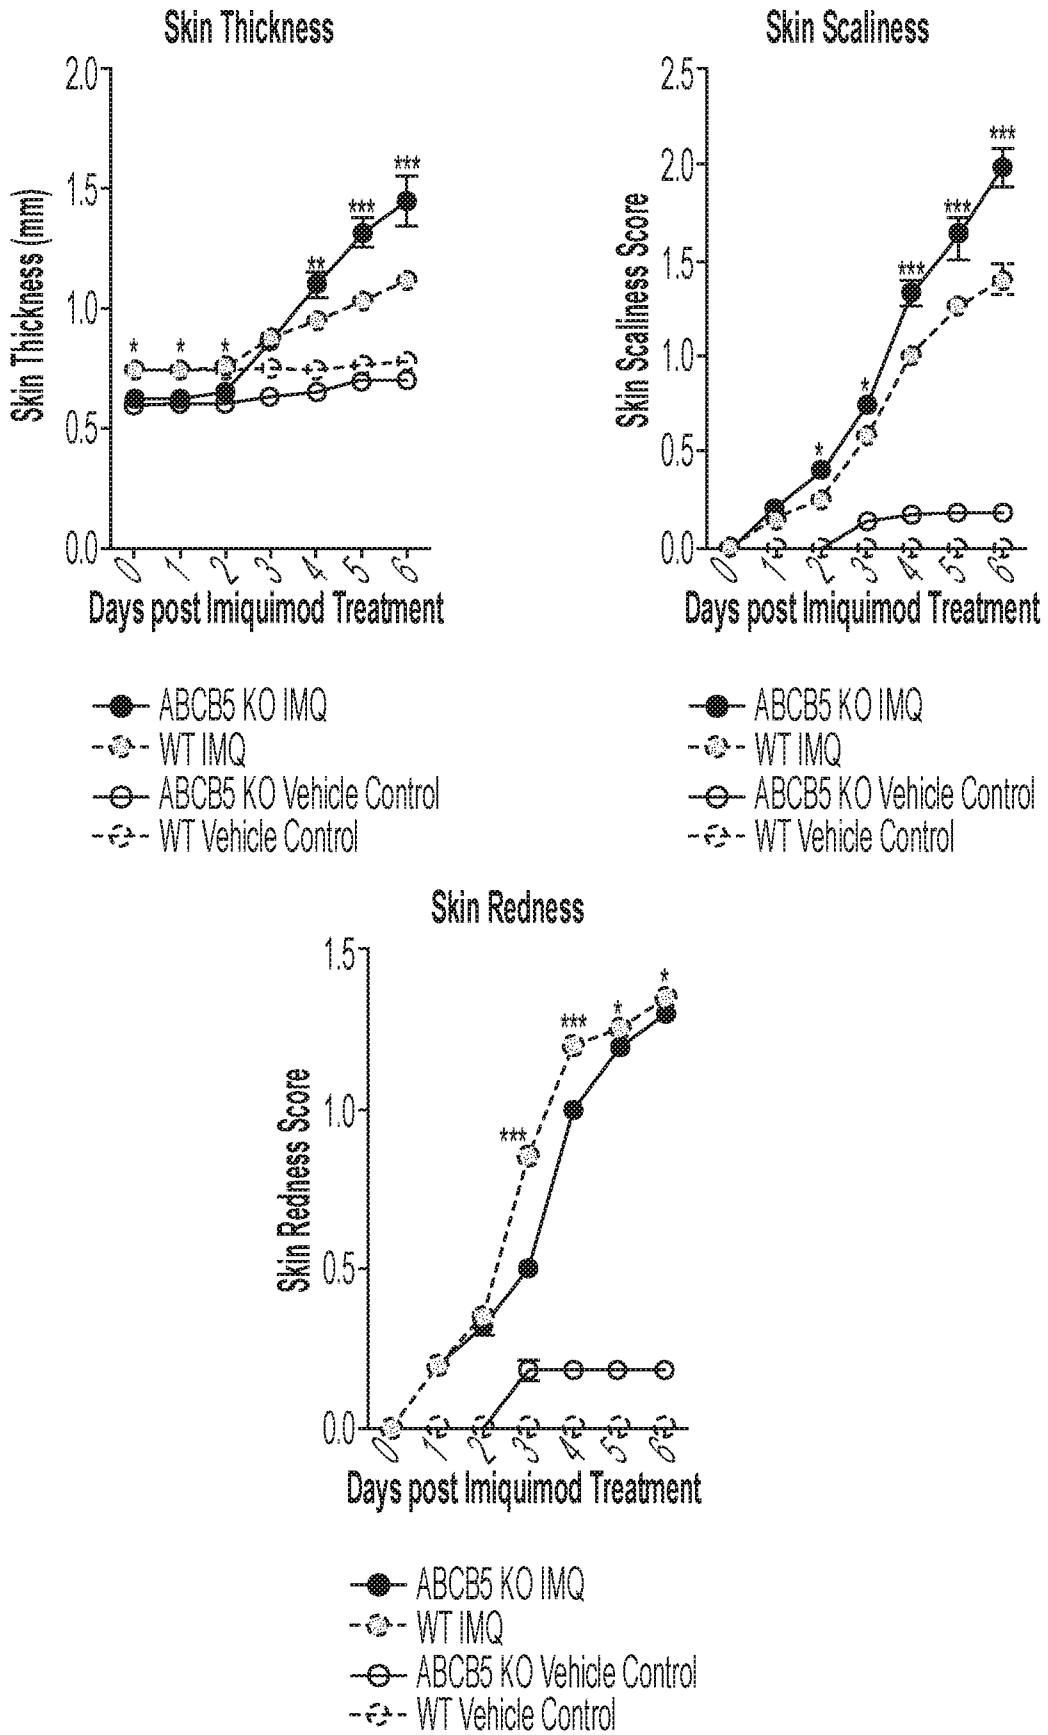 Skin Thickness
2.0
1.5
1.0
0.5
0.0
Skin Thickness (mm)
*
*
*
**
***
***
0 1 2 3 4 5 6
Days post Imiquimod Treatment
ABCB5 KO IMQ
WT IMQ
ABCB5 KO Vehicle Control
WT Vehicle Control
Skin Scaliness
2.5
2.0
1.5
1.0
0.5
0.0
Skin Scaliness Score
*
*
***
***
***
0 1 2 3 4 5 6
Days post Imiquimod Treatment
ABCB5 KO IMQ
WT IMQ
ABCB5 KO Vehicle Control
WT Vehicle Control
Skin Redness
1.5
1.0
0.5
0.0
Skin Redness Score
***
***
*
*
0 1 2 3 4 5 6
Days post Imiquimod Treatment
ABCB5 KO IMQ
WT IMQ
ABCB5 KO Vehicle Control
WT Vehicle Control